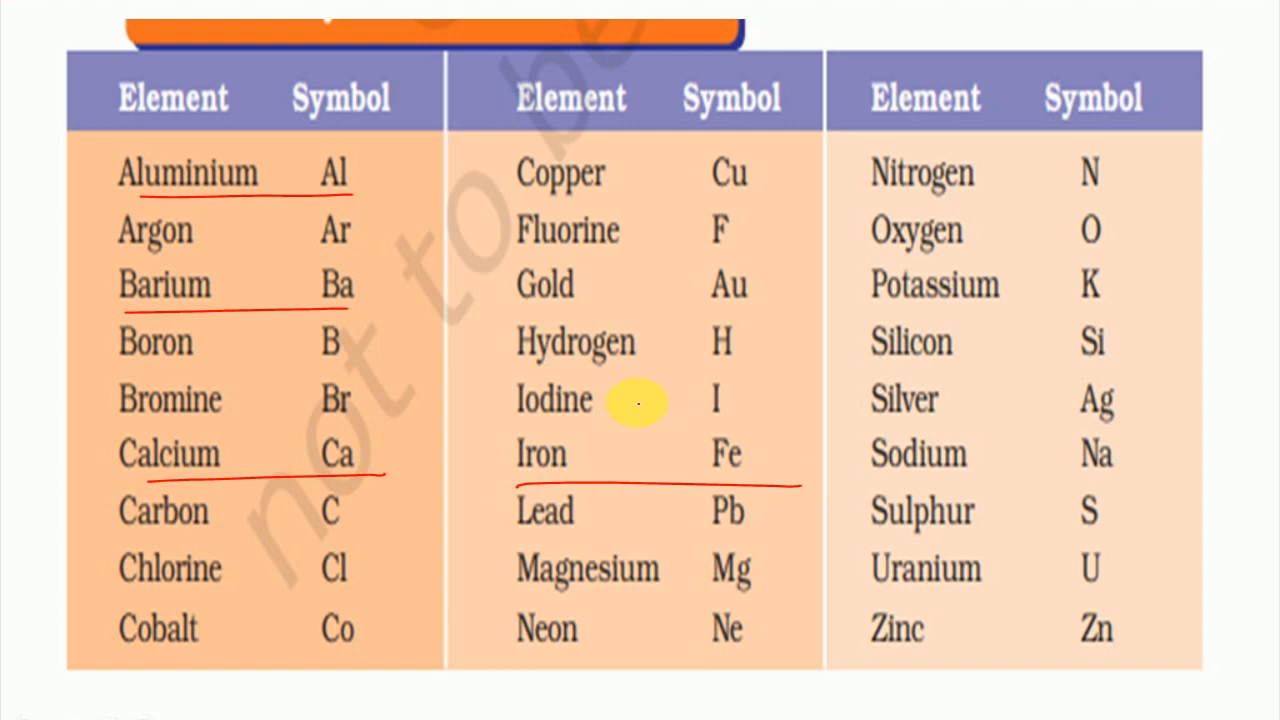 Element Symbol Element Symbol Element Symbol
Aluminium Al Copper Cu Nitrogen N
Argon Ar Fluorine F Oxygen O
Barium Ba Gold Au Potassium K
Boron B Hydrogen H Silicon Si
Bromine Br Iodine I Silver Ag
Calcium Ca Iron Fe Sodium Na
Carbon C Lead Pb Sulphur S
Chlorine Cl Magnesium Mg Uranium U
Cobalt Co Neon Ne Zinc Zn
not to be